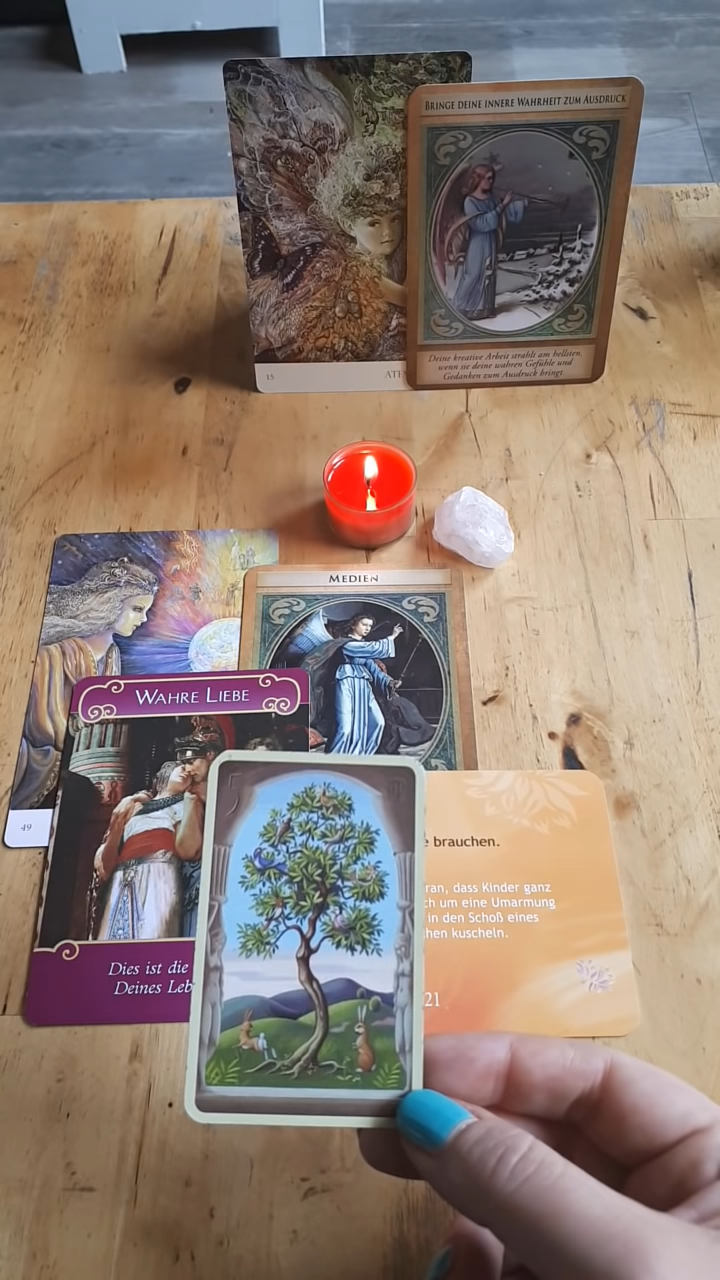 BRINGE DEINE INNERE WAHRHEIT ZUM AUSDRUCK
Deine kreative Arbeit strahlt am hellsten,
wenn sie deine wahren Gefühle und
Gedanken zum Ausdruck bringt.
15
ATE
MEDIEN
49
WAHRE LIEBE
Dies ist die
Deines Leb
e brauchen.
ran, dass Kinder ganz
ch um eine Umarmung
in den Schoß eines
hen kuscheln.
21